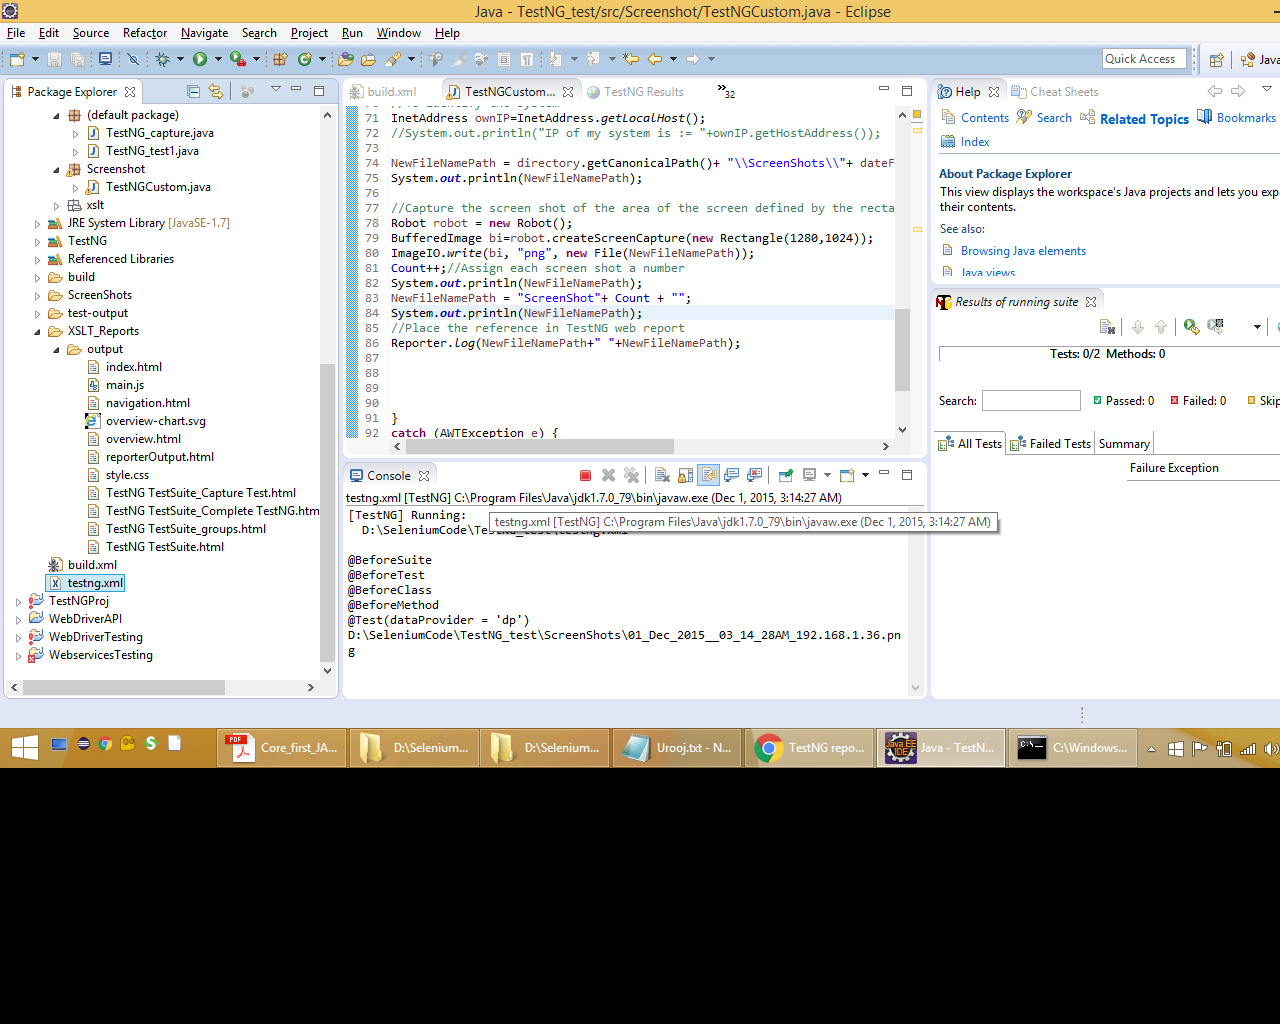 Java - TestNG_test/src/Screenshot/TestNGCustom.java - Eclipse
File Edit Source Refactor Navigate Search Project Run Window Help
Quick Access
Java
Package Explorer
(default package)
TestNG_capture.java
TestNG_test1.java
Screenshot
TestNGCustom.java
xslt
JRE System Library [JavaSE-1.7]
TestNG
Referenced Libraries
build
ScreenShots
test-output
XSLT_Reports
output
index.html
main.js
navigation.html
overview-chart.svg
overview.html
reporterOutput.html
style.css
TestNG TestSuite_Capture Test.html
TestNG TestSuite_Complete TestNG.htm
TestNG TestSuite_groups.html
TestNG TestSuite.html
build.xml
testng.xml
TestNGProj
WebDriverAPI
WebDriverTesting
WebservicesTesting
build.xml TestNGCustom... TestNG Results »32
71 InetAddress ownIP=InetAddress.getLocalHost();
72 //System.out.println("IP of my system is := "+ownIP.getHostAddress());
73
74 NewFileNamePath = directory.getCanonicalPath()+ "\\ScreenShots\\"+ dateF
75 System.out.println(NewFileNamePath);
76
77 //Capture the screen shot of the area of the screen defined by the recta
78 Robot robot = new Robot();
79 BufferedImage bi=robot.createScreenCapture(new Rectangle(1280,1024));
80 ImageIO.write(bi, "png", new File(NewFileNamePath));
81 Count++;//Assign each screen shot a number
82 System.out.println(NewFileNamePath);
83 NewFileNamePath = "ScreenShot"+ Count + "";
84 System.out.println(NewFileNamePath);
85 //Place the reference in TestNG web report
86 Reporter.log(NewFileNamePath+" "+NewFileNamePath);
87
88
89
90
91 }
92 catch (AWTException e) {
Console
testng.xml [TestNG] C:\Program Files\Java\jdk1.7.0_79\bin\javaw.exe (Dec 1, 2015, 3:14:27 AM)
[TestNG] Running:
testng.xml [TestNG] C:\Program Files\Java\jdk1.7.0_79\bin\javaw.exe (Dec 1, 2015, 3:14:27 AM)
D:\SeleniumCode\TestNG_test\testng.xml
@BeforeSuite
@BeforeTest
@BeforeClass
@BeforeMethod
@Test(dataProvider = 'dp')
D:\SeleniumCode\TestNG_test\ScreenShots\01_Dec_2015__03_14_28AM_192.168.1.36.pn
g
Help Cheat Sheets
Contents Search Related Topics Bookmarks
Index
About Package Explorer
This view displays the workspace's Java projects and lets you exp
their contents.
See also:
Browsing Java elements
Java views
Results of running suite
Tests: 0/2 Methods: 0
Search: Passed: 0 Failed: 0 Skip
All Tests Failed Tests Summary
Failure Exception
PDF Core_first_JA... D:\Selenium... D:\Selenium... Urooj.txt - N... TestNG repo... Java EE IDE Java - TestN... C:\Windows...